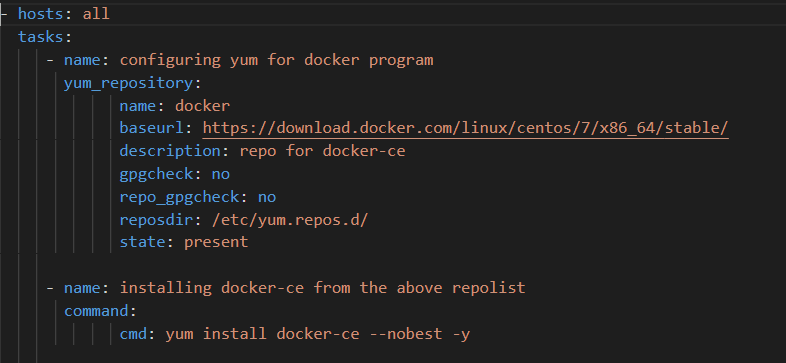 - hosts: all
tasks:
- name: configuring yum for docker program
yum_repository:
name: docker
baseurl: https://download.docker.com/linux/centos/7/x86_64/stable/
description: repo for docker-ce
gpgcheck: no
repo_gpgcheck: no
reposdir: /etc/yum.repos.d/
state: present
- name: installing docker-ce from the above repolist
command:
cmd: yum install docker-ce --nobest -y